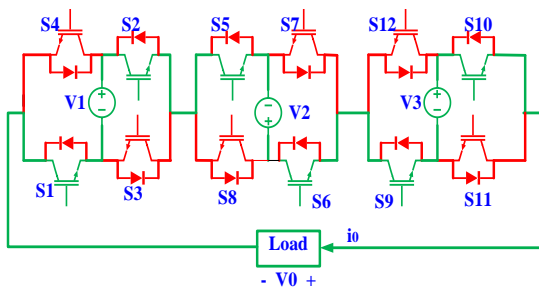 S4 S2 S5 S7 S12 S10
V1 V2 V3
S1 S3 S8 S6 S9 S11
Load i0
- V0 +